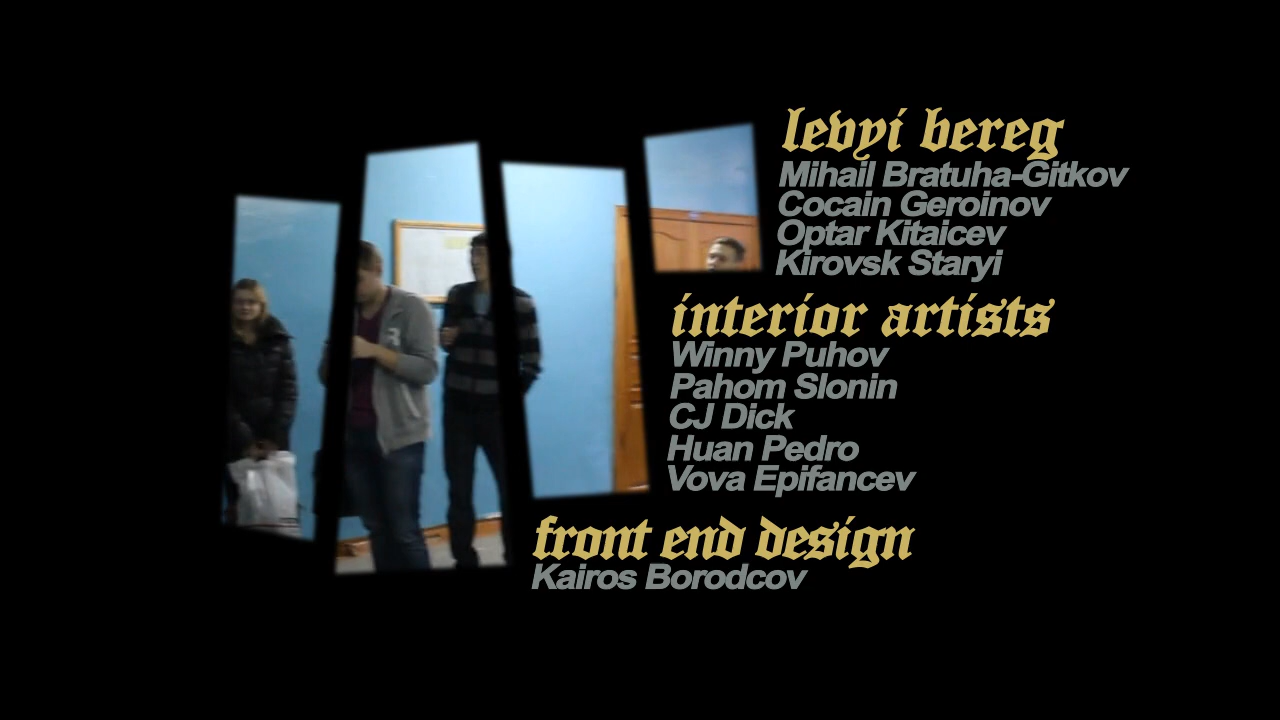 levyi bereg
Mihail Bratuha-Gitkov
Cocain Geroinov
Optar Kitaicev
Kirovsk Staryi
interior artists
Winny Puhov
Pahom Slonin
CJ Dick
Huan Pedro
Vova Epifancev
front end design
Kairos Borodcov